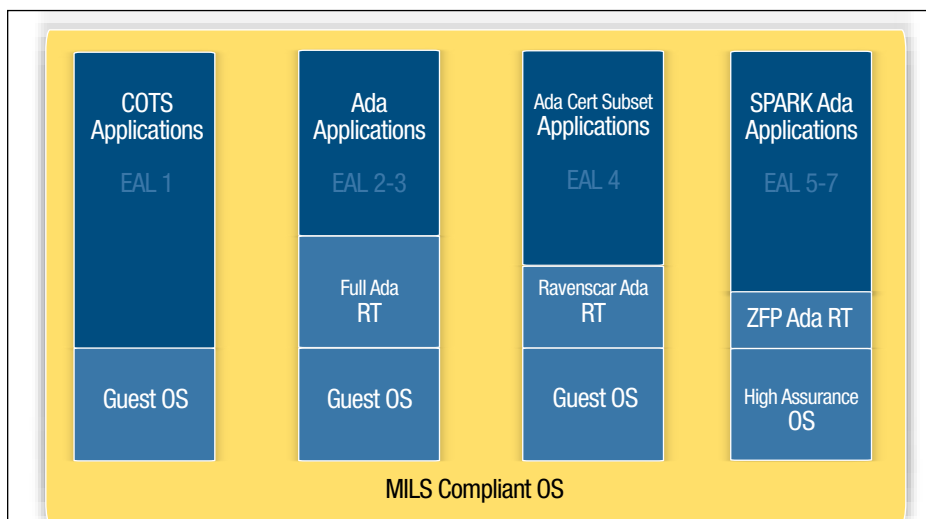 COTS
Applications
EAL 1
Guest OS
Ada
Applications
EAL 2-3
Full Ada
RT
Guest OS
Ada Cert Subset
Applications
EAL 4
Ravenscar Ada
RT
Guest OS
SPARK Ada
Applications
EAL 5-7
ZFP Ada RT
High Assurance
OS
MILS Compliant OS